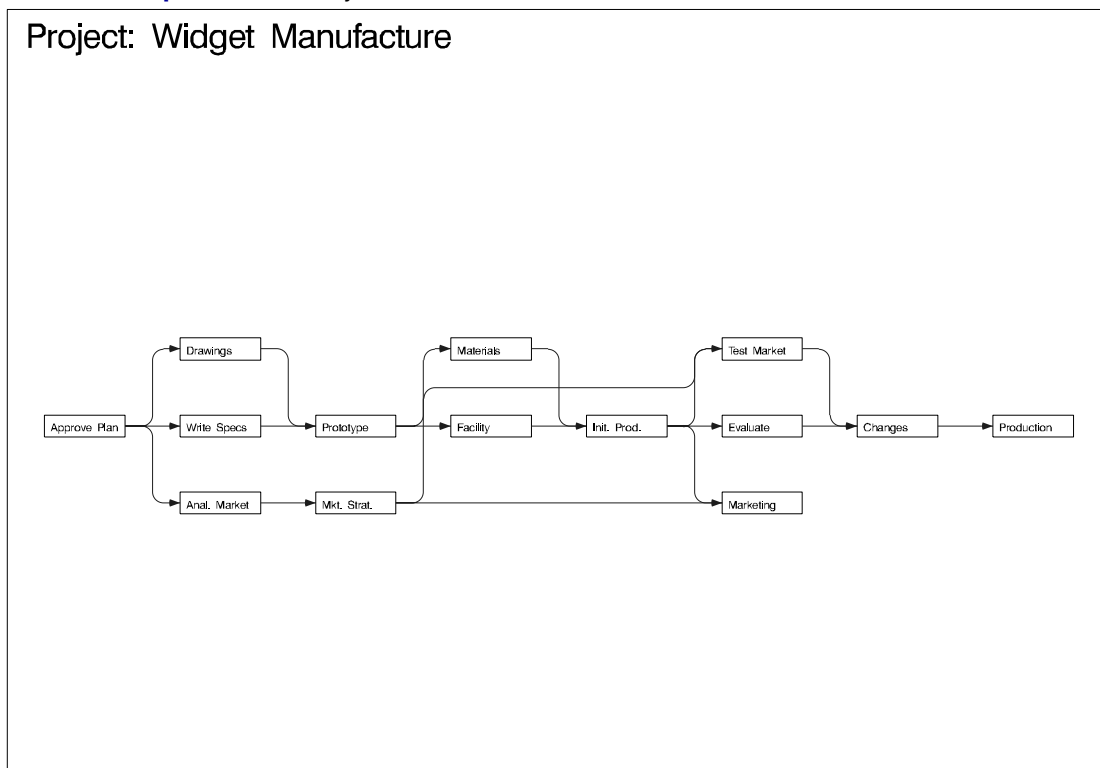 Project: Widget Manufacture
Drawings
Materials
Test Market
Approve Plan
Write Specs
Prototype
Facility
Init. Prod.
Evaluate
Changes
Production
Anal. Market
Mkt. Strat.
Marketing